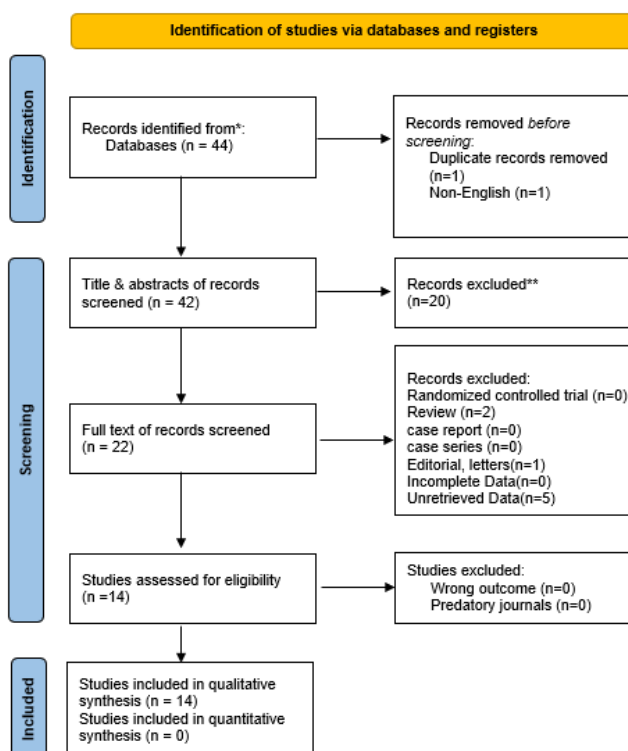 Identification of studies via databases and registers
Identification
Records identified from*:
Databases (n = 44)
Records removed before
screening:
Duplicate records removed
(n=1)
Non-English (n=1)
Screening
Title & abstracts of records
screened (n = 42)
Records excluded**
(n=20)
Full text of records screened
(n = 22)
Records excluded:
Randomized controlled trial (n=0)
Review (n=2)
case report (n=0)
case series (n=0)
Editorial, letters(n=1)
Incomplete Data(n=0)
Unretrieved Data(n=5)
Studies assessed for eligibility
(n =14)
Studies excluded:
Wrong outcome (n=0)
Predatory journals (n=0)
Included
Studies included in qualitative
synthesis (n = 14)
Studies included in quantitative
synthesis (n = 0)